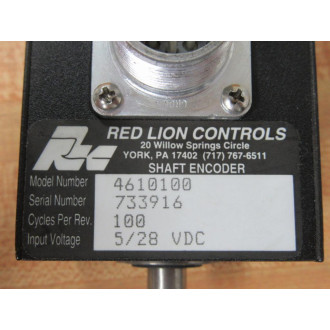 RED LION CONTROLS
20 Willow Springs Circle
YORK, PA 17402 (717) 767-6511
SHAFT ENCODER
Model Number 4610100
Serial Number 733916
Cycles Per Rev. 100
Input Voltage 5/28 VDC